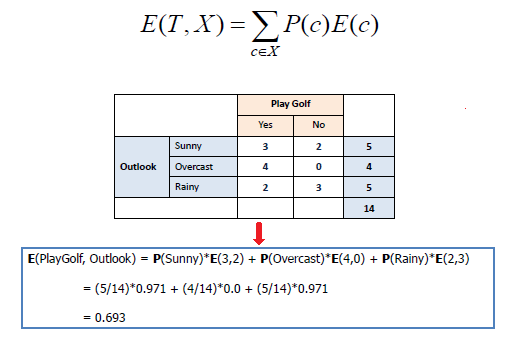 E(T, X) = ∑ P(c)E(c)
c∈X
Play Golf
Yes No
Sunny 3 2 5
Outlook Overcast 4 0 4
Rainy 2 3 5
14
E(PlayGolf, Outlook) = P(Sunny)*E(3,2) + P(Overcast)*E(4,0) + P(Rainy)*E(2,3)
= (5/14)*0.971 + (4/14)*0.0 + (5/14)*0.971
= 0.693